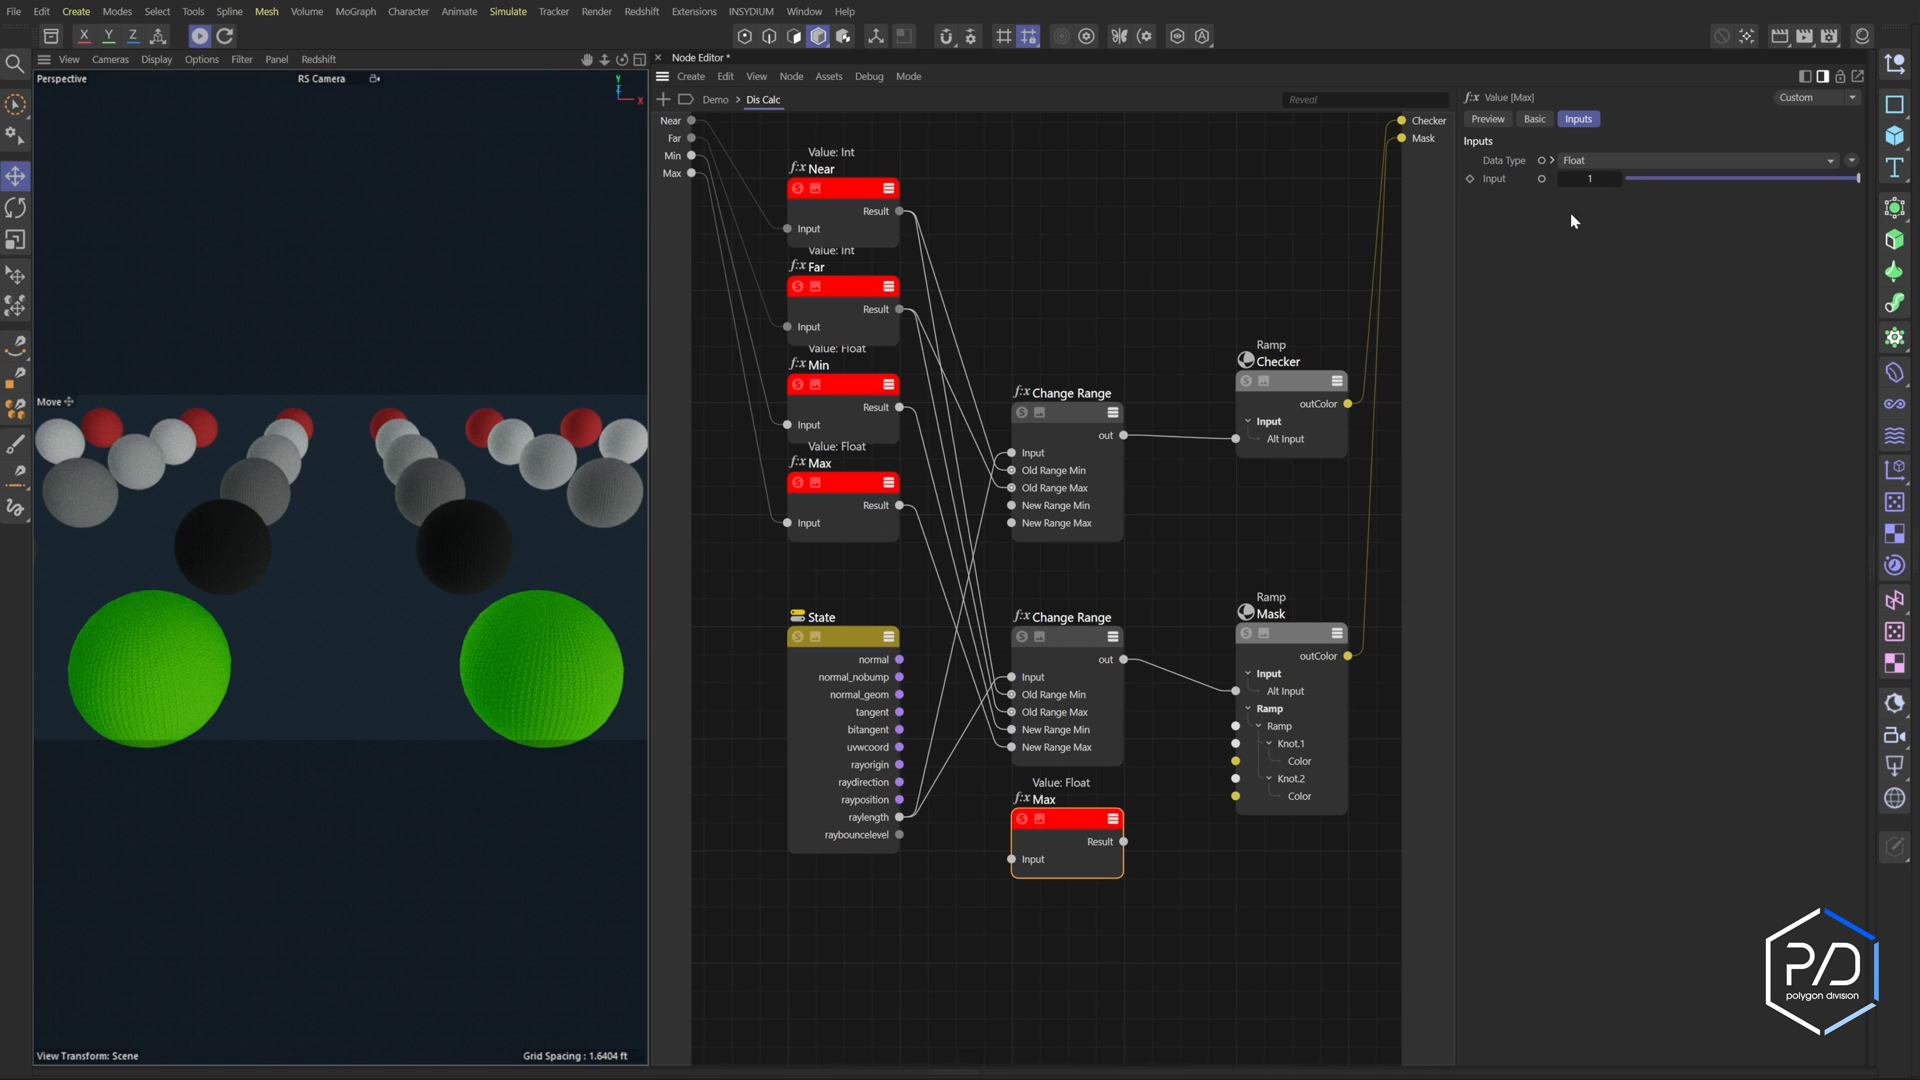 File Edit Create Modes Select Tools Spline Mesh Volume MoGraph Character Animate Simulate Tracker Render Redshift Extensions INSYDIUM Window Help
X Y Z
View Cameras Display Options Filter Panel Redshift
Perspective
RS Camera
Y
Z
X
Move
View Transform: Scene
Grid Spacing : 1.6404 ft
Node Editor *
Create Edit View Node Assets Debug Mode
Demo > Dis Calc
Reveal
Near
Far
Min
Max
Checker
Mask
Value: Int
f:x Near
Result
Input
Value: Int
f:x Far
Result
Input
Value: Float
f:x Min
Result
Input
Value: Float
f:x Max
Result
Input
State
normal
normal_nobump
normal_geom
tangent
bitangent
uvwcoord
rayorigin
raydirection
rayposition
raylength
raybouncelevel
f:x Change Range
out
Input
Old Range Min
Old Range Max
New Range Min
New Range Max
f:x Change Range
out
Input
Old Range Min
Old Range Max
New Range Min
New Range Max
Value: Float
f:x Max
Result
Input
Ramp
Checker
outColor
Input
Alt Input
Ramp
Mask
outColor
Input
Alt Input
Ramp
Ramp
Knot.1
Color
Knot.2
Color
f:x Value [Max]
Custom
Preview Basic Inputs
Inputs
Data Type Float
Input 1
P/D
polygon division